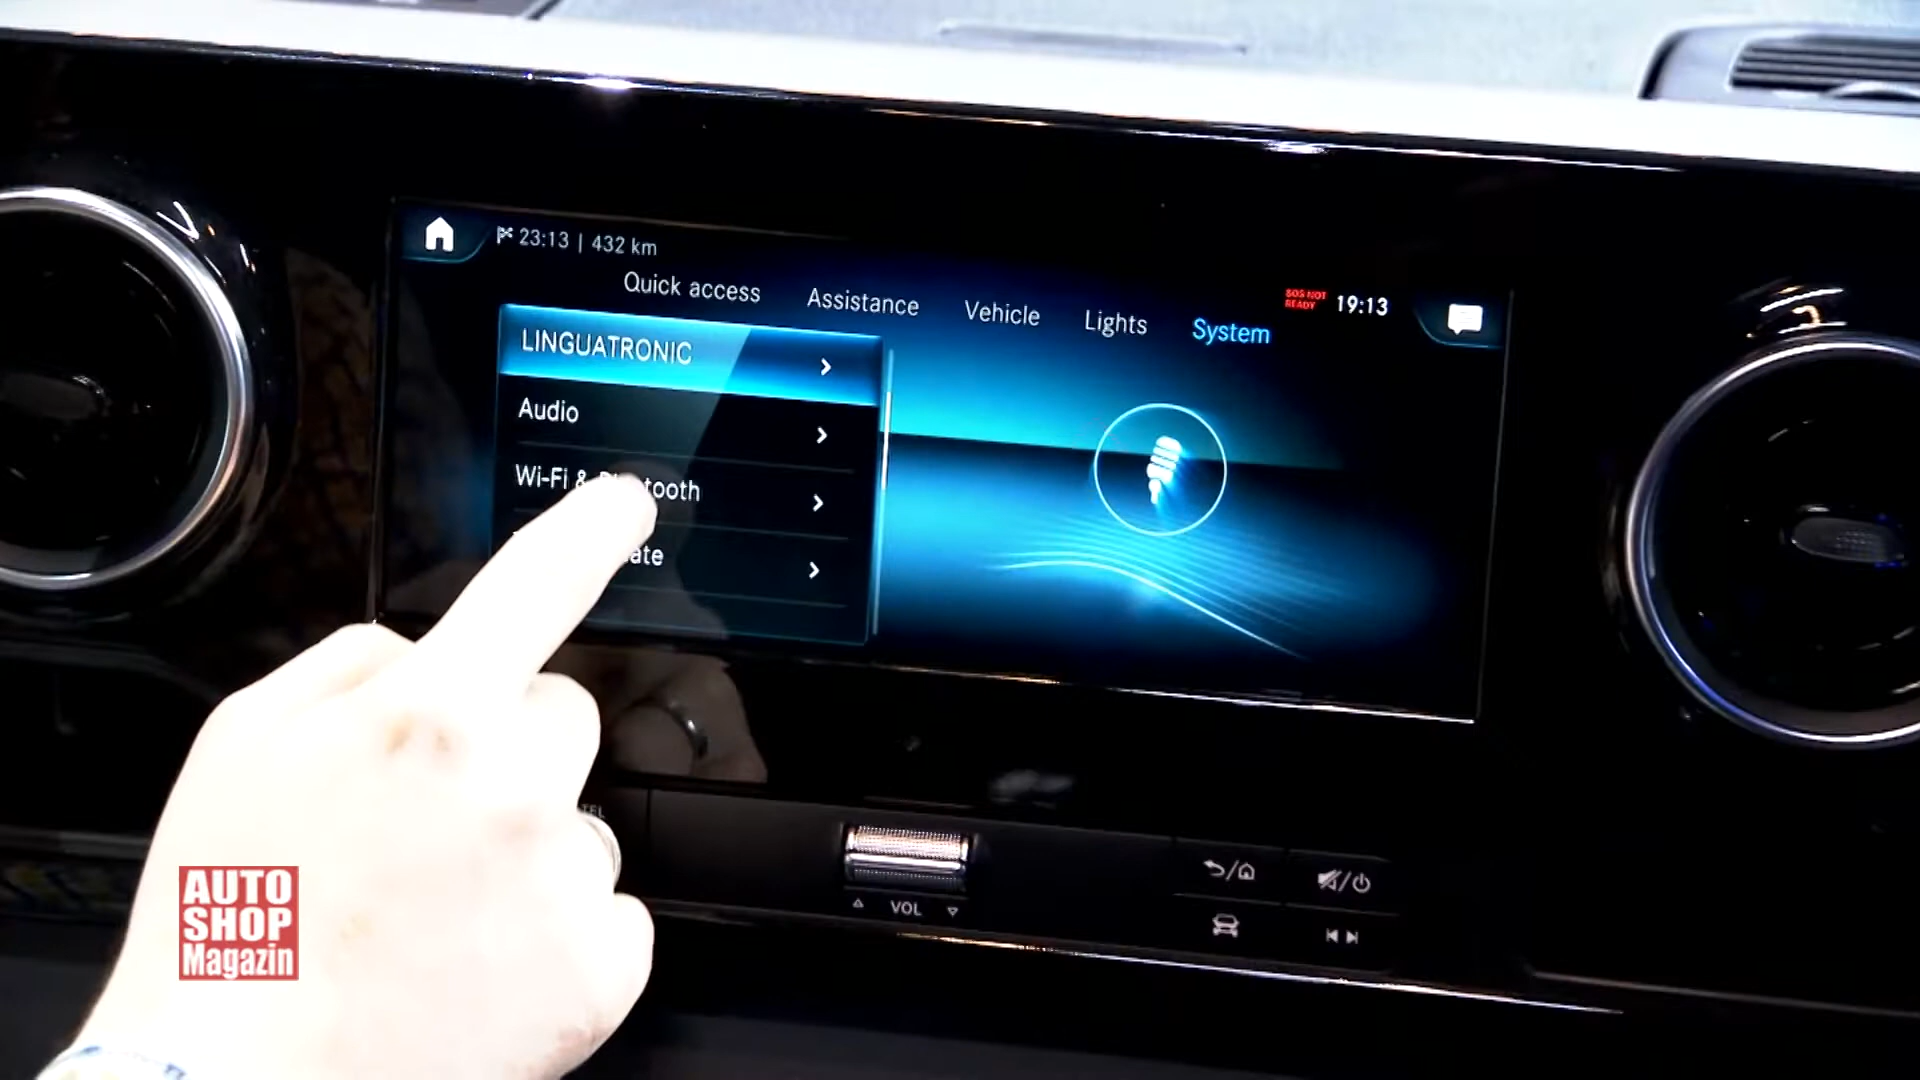 23:13 | 432 km
Quick access Assistance Vehicle Lights System
SOS NOT
READY
19:13
LINGUATRONIC
Audio
Wi-Fi & Bluetooth
TEL
VOL
AUTO
SHOP
Magazin